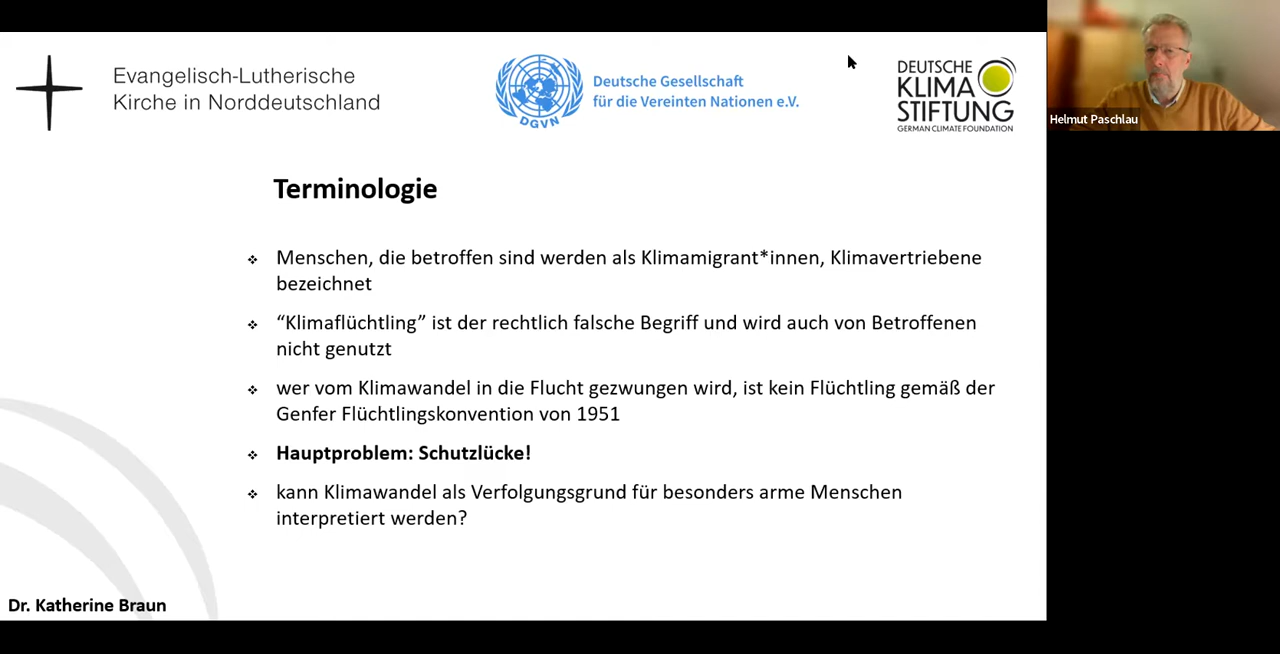 Evangelisch-Lutherische
Kirche in Norddeutschland
DGVN
Deutsche Gesellschaft
für die Vereinten Nationen e.V.
DEUTSCHE
KLIMA
STIFTUNG
GERMAN CLIMATE FOUNDATION
Helmut Paschlau
Terminologie
❖ Menschen, die betroffen sind werden als Klimamigrant*innen, Klimavertriebene
bezeichnet
❖ “Klimaflüchtling” ist der rechtlich falsche Begriff und wird auch von Betroffenen
nicht genutzt
❖ wer vom Klimawandel in die Flucht gezwungen wird, ist kein Flüchtling gemäß der
Genfer Flüchtlingskonvention von 1951
❖ Hauptproblem: Schutzlücke!
❖ kann Klimawandel als Verfolgungsgrund für besonders arme Menschen
interpretiert werden?
Dr. Katherine Braun